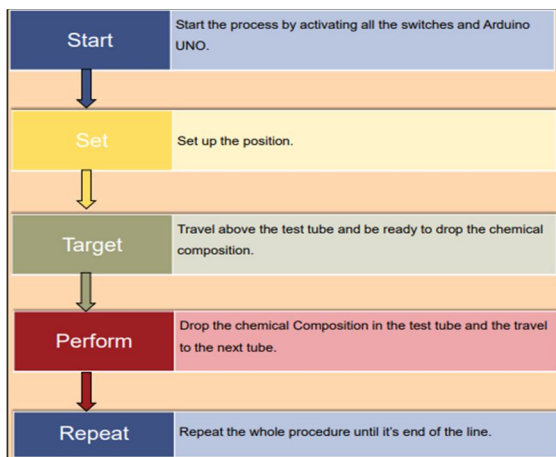 Start
Start the process by activating all the switches and Arduino
UNO.
Set
Set up the position.
Target
Travel above the test tube and be ready to drop the chemical
composition.
Perform
Drop the chemical Composition in the test tube and the travel
to the next tube.
Repeat
Repeat the whole procedure until it's end of the line.